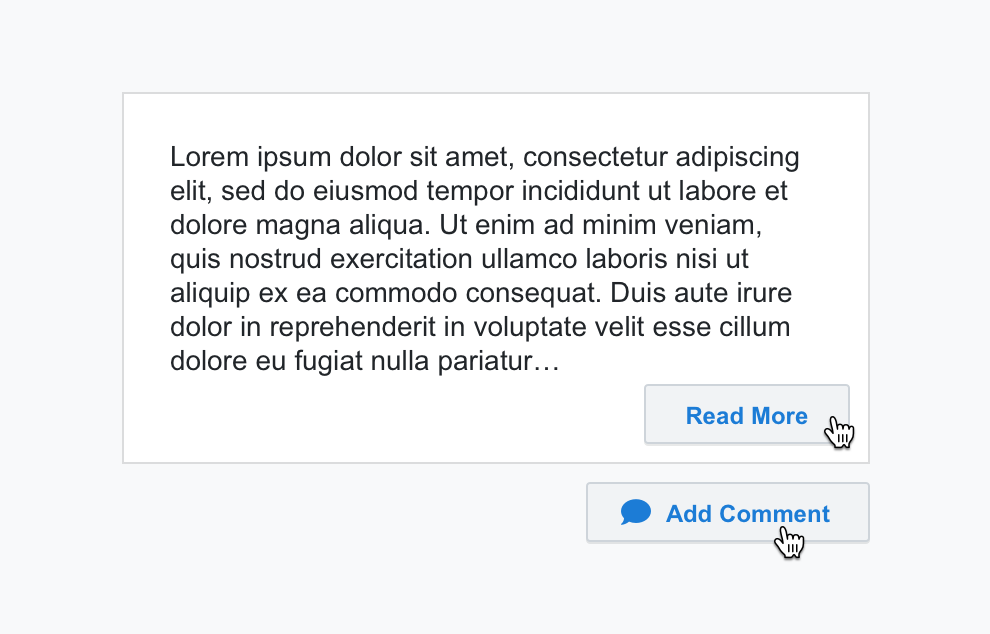 Lorem ipsum dolor sit amet, consectetur adipiscing
elit, sed do eiusmod tempor incididunt ut labore et
dolore magna aliqua. Ut enim ad minim veniam,
quis nostrud exercitation ullamco laboris nisi ut
aliquip ex ea commodo consequat. Duis aute irure
dolor in reprehenderit in voluptate velit esse cillum
dolore eu fugiat nulla pariatur…
Read More
Add Comment